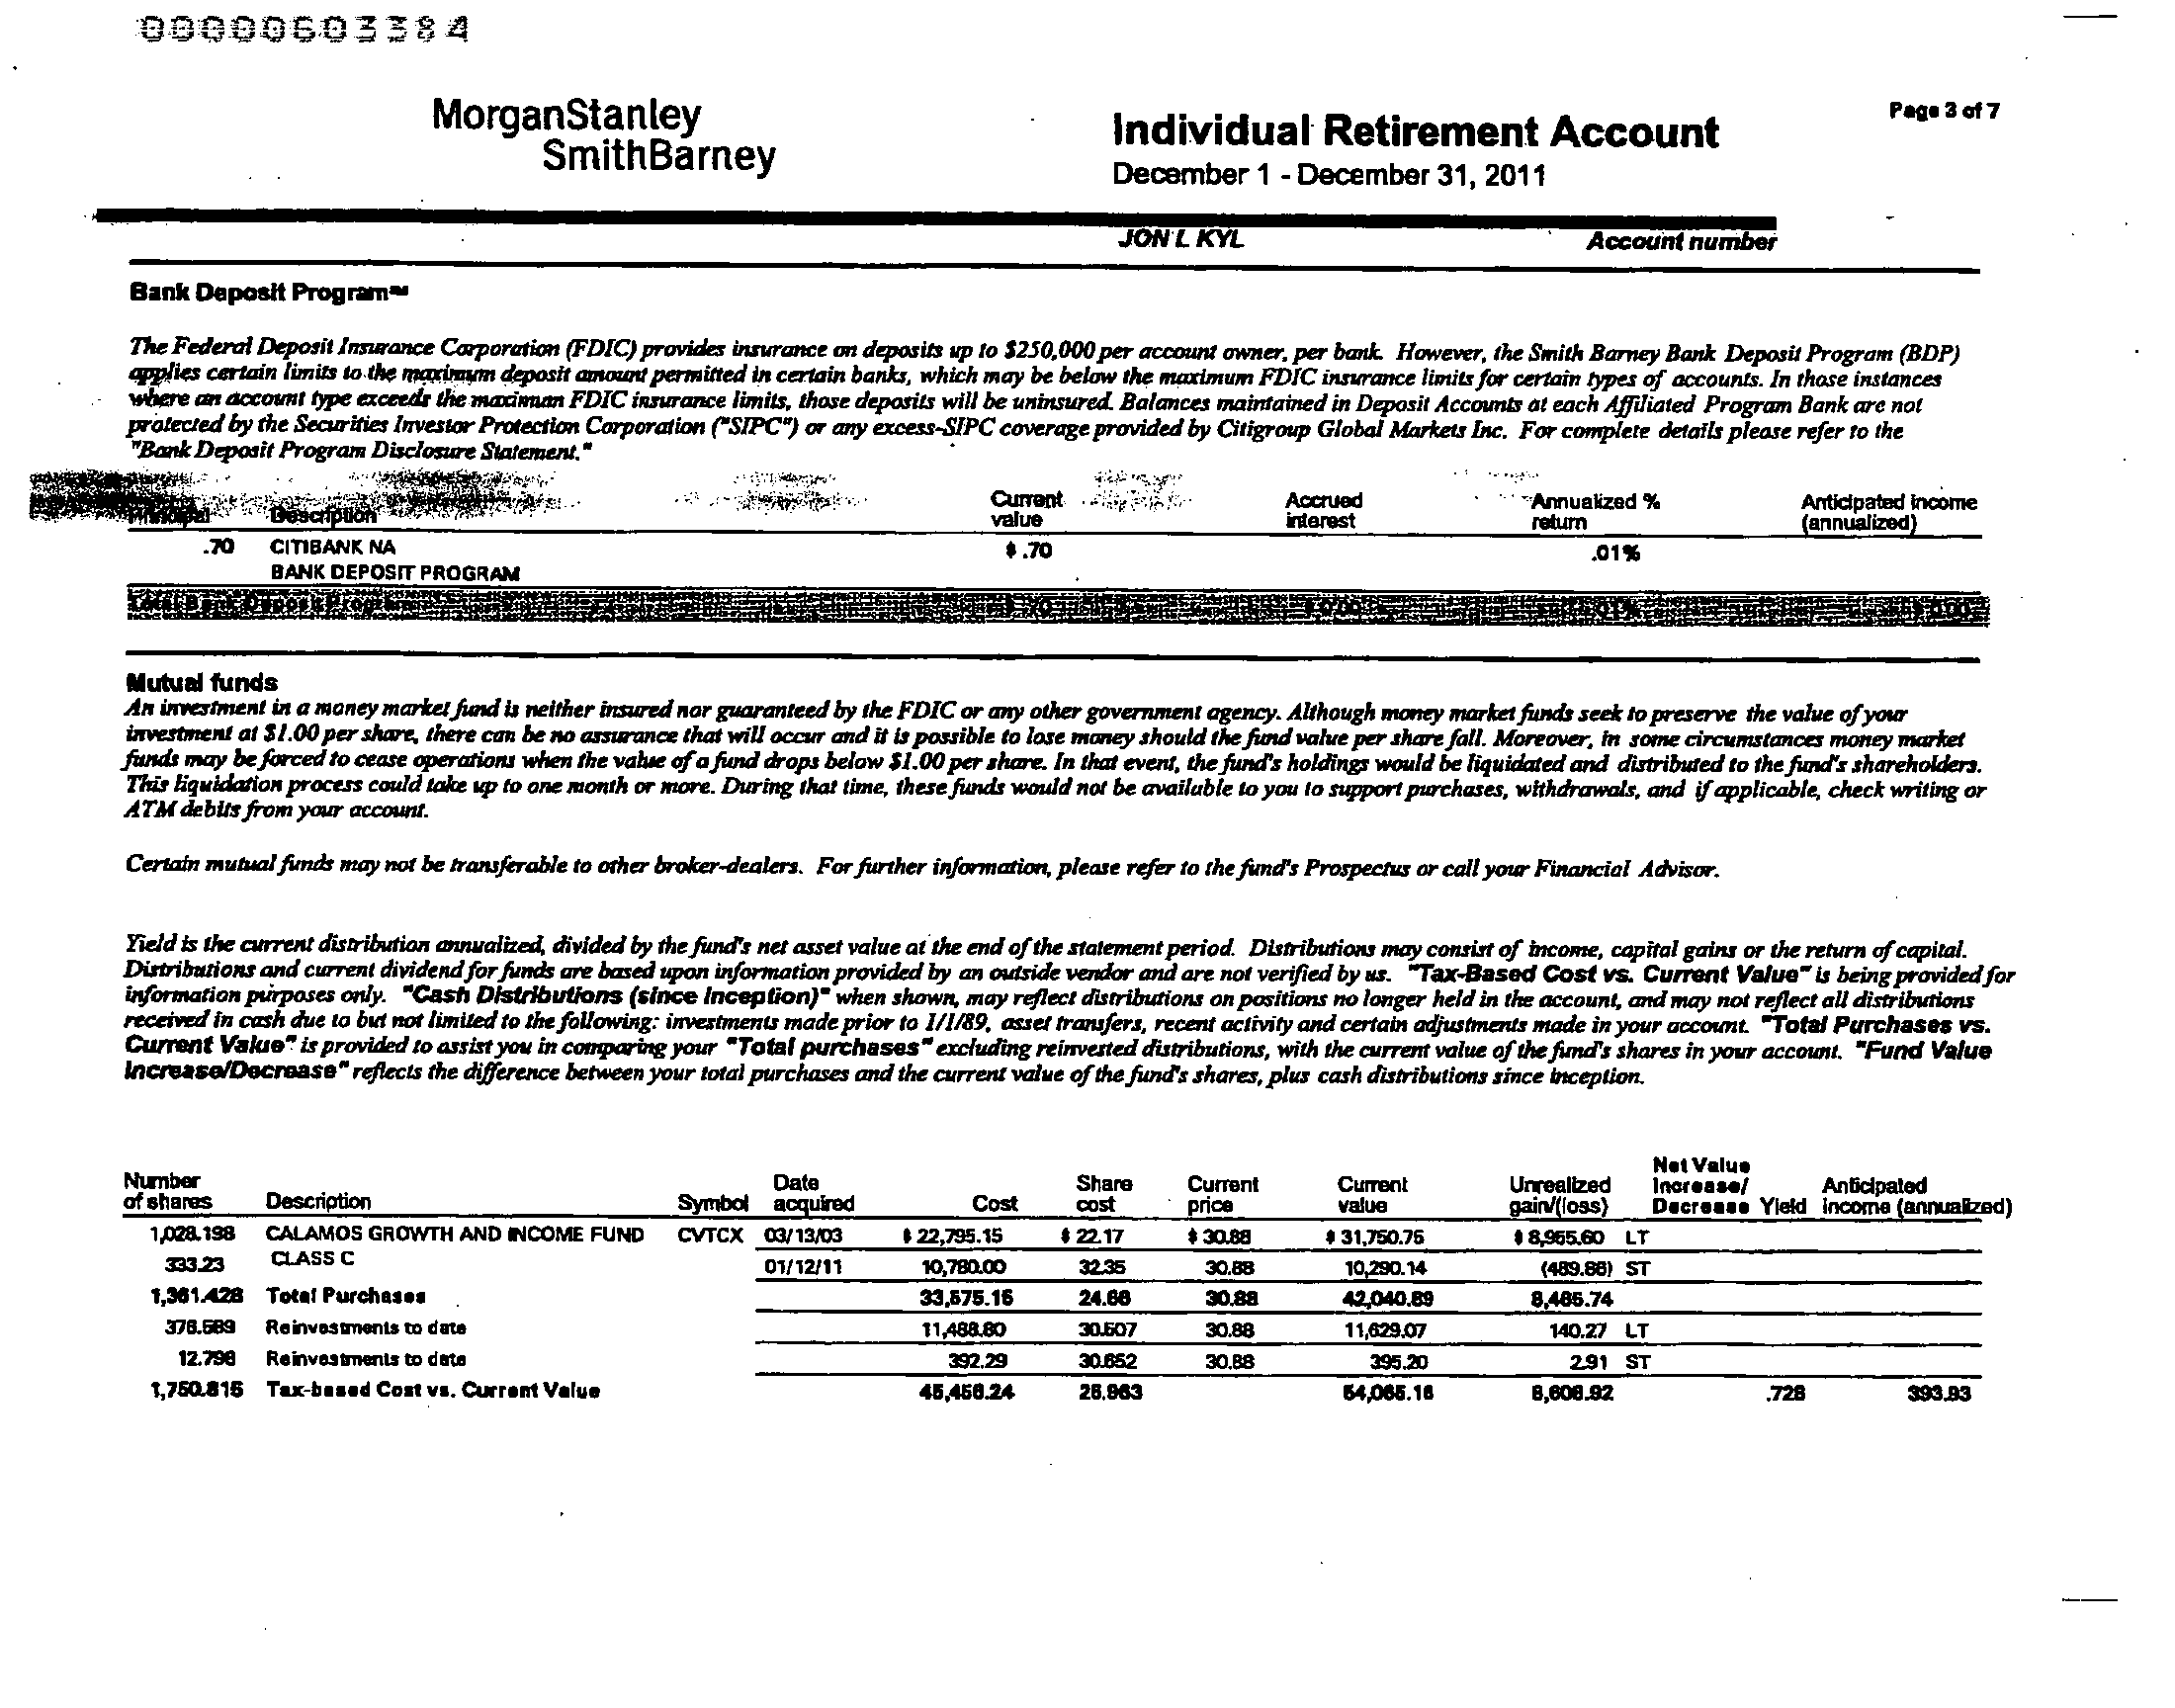 00000603384
MorganStanley
SmithBarney
Individual Retirement Account
December 1 - December 31, 2011
Page 3 of 7
JON L KYL Account number
Bank Deposit Program℠
The Federal Deposit Insurance Corporation (FDIC) provides insurance on deposits up to $250,000 per account owner, per bank. However, the Smith Barney Bank Deposit Program (BDP)
applies certain limits to the maximum deposit amount permitted in certain banks, which may be below the maximum FDIC insurance limits for certain types of accounts. In those instances
where an account type exceeds the maximum FDIC insurance limits, those deposits will be uninsured. Balances maintained in Deposit Accounts at each Affiliated Program Bank are not
protected by the Securities Investor Protection Corporation ("SIPC") or any excess-SIPC coverage provided by Citigroup Global Markets Inc. For complete details please refer to the
"Bank Deposit Program Disclosure Statement."
Principal Description Current value Accrued interest Annualized % return Anticipated income (annualized)
.70 CITIBANK NA $ .70 .01%
BANK DEPOSIT PROGRAM
Total Bank Deposit Program $ .70 $ 0.00 .01% $ 0.00
Mutual funds
An investment in a money market fund is neither insured nor guaranteed by the FDIC or any other government agency. Although money market funds seek to preserve the value of your
investment at $1.00 per share, there can be no assurance that will occur and it is possible to lose money should the fund value per share fall. Moreover, in some circumstances money market
funds may be forced to cease operations when the value of a fund drops below $1.00 per share. In that event, the fund's holdings would be liquidated and distributed to the fund's shareholders.
This liquidation process could take up to one month or more. During that time, these funds would not be available to you to support purchases, withdrawals, and if applicable, check writing or
ATM debits from your account.
Certain mutual funds may not be transferable to other broker-dealers. For further information, please refer to the fund's Prospectus or call your Financial Advisor.
Yield is the current distribution annualized, divided by the fund's net asset value at the end of the statement period. Distributions may consist of income, capital gains or the return of capital.
Distributions and current dividend for funds are based upon information provided by an outside vendor and are not verified by us. "Tax-Based Cost vs. Current Value" is being provided for
information purposes only. "Cash Distributions (since Inception)" when shown, may reflect distributions on positions no longer held in the account, and may not reflect all distributions
received in cash due to but not limited to the following: investments made prior to 1/1/89, asset transfers, recent activity and certain adjustments made in your account. "Total Purchases vs.
Current Value" is provided to assist you in comparing your "Total purchases" excluding reinvested distributions, with the current value of the fund's shares in your account. "Fund Value
Increase/Decrease" reflects the difference between your total purchases and the current value of the fund's shares, plus cash distributions since inception.
Number of shares Description Symbol Date acquired Cost Share cost Current price Current value Unrealized gain/(loss) Net Value Increase/ Decrease Yield Anticipated income (annualized)
1,028.198 CALAMOS GROWTH AND INCOME FUND CVTCX 03/13/03 $ 22,795.15 $ 22.17 $ 30.88 $ 31,750.75 $ 8,955.60 LT
333.23 CLASS C 01/12/11 10,780.00 32.35 30.88 10,290.14 (489.86) ST
1,361.428 Total Purchases 33,575.15 24.66 30.88 42,040.89 8,465.74
376.589 Reinvestments to date 11,488.80 30.507 30.88 11,629.07 140.27 LT
12.798 Reinvestments to date 392.29 30.652 30.88 395.20 2.91 ST
1,750.815 Tax-based Cost vs. Current Value 45,456.24 25.963 54,065.16 8,608.92 .728 393.93